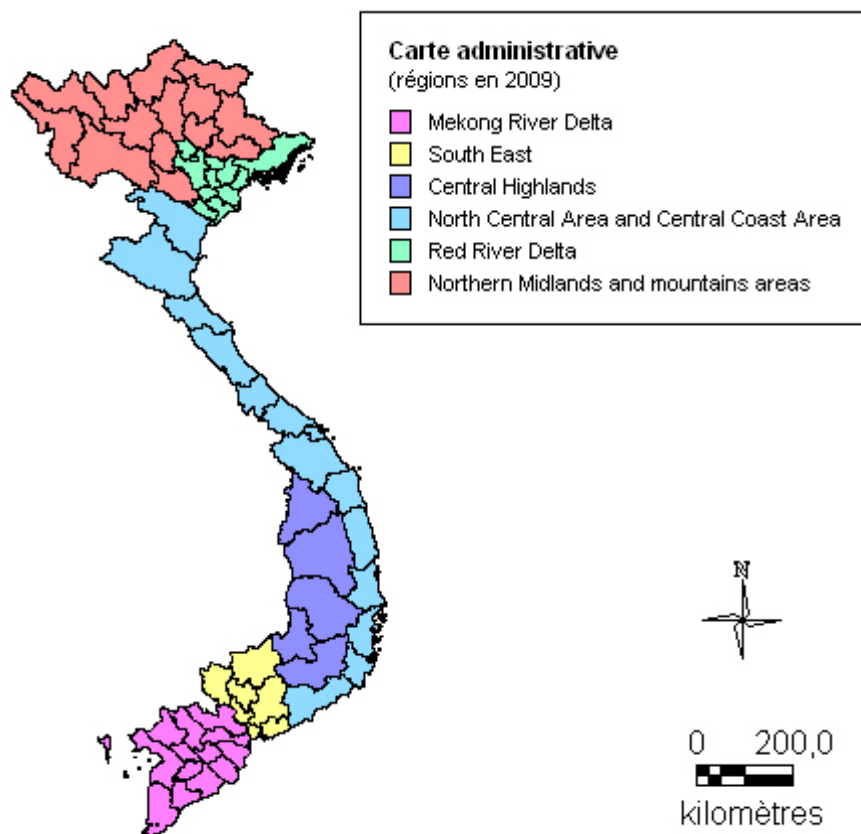 Carte administrative
(régions en 2009)
Mekong River Delta
South East
Central Highlands
North Central Area and Central Coast Area
Red River Delta
Northern Midlands and mountains areas
N
0 200,0
kilomètres